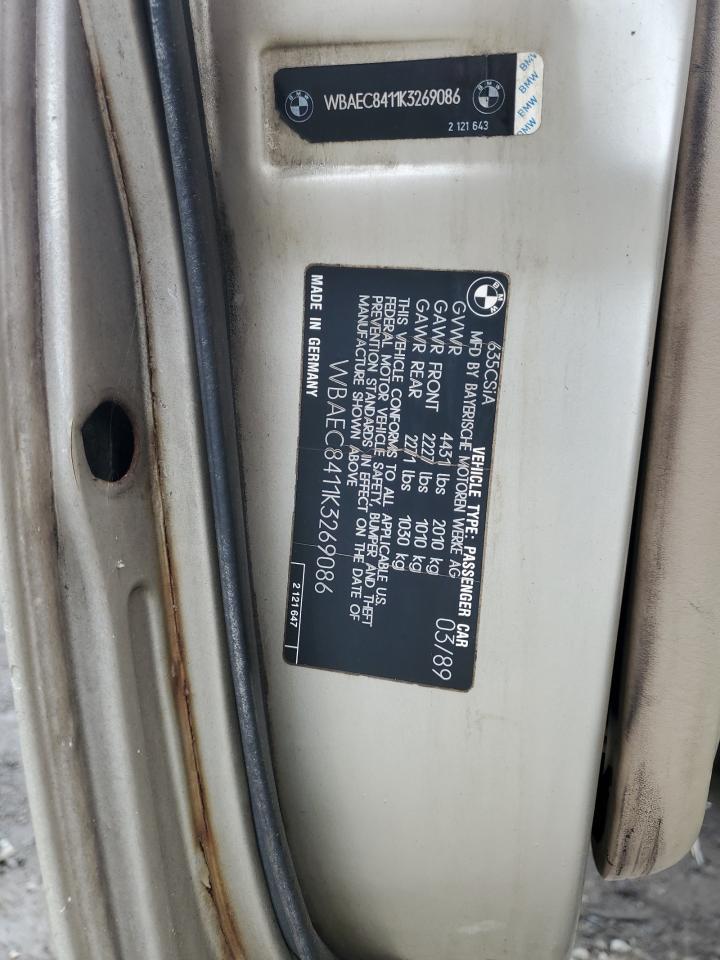 BMW
BMW
BMW
BMW
WBAEC8411K3269086
2 121 643
BMW
BMW
635CSIA
VEHICLE TYPE: PASSENGER CAR
MFD BY BAYERISCHE MOTOREN WERKE AG
03/89
GVWR 4431 lbs 2010 kg
GAWR FRONT 2227 lbs 1010 kg
GAWR REAR 2271 lbs 1030 kg
THIS VEHICLE CONFORMS TO ALL APPLICABLE U.S.
FEDERAL MOTOR VEHICLE SAFETY, BUMPER AND THEFT
PREVENTION STANDARDS IN EFFECT ON THE DATE OF
MANUFACTURE SHOWN ABOVE
WBAEC8411K3269086
MADE IN GERMANY
2 121 647